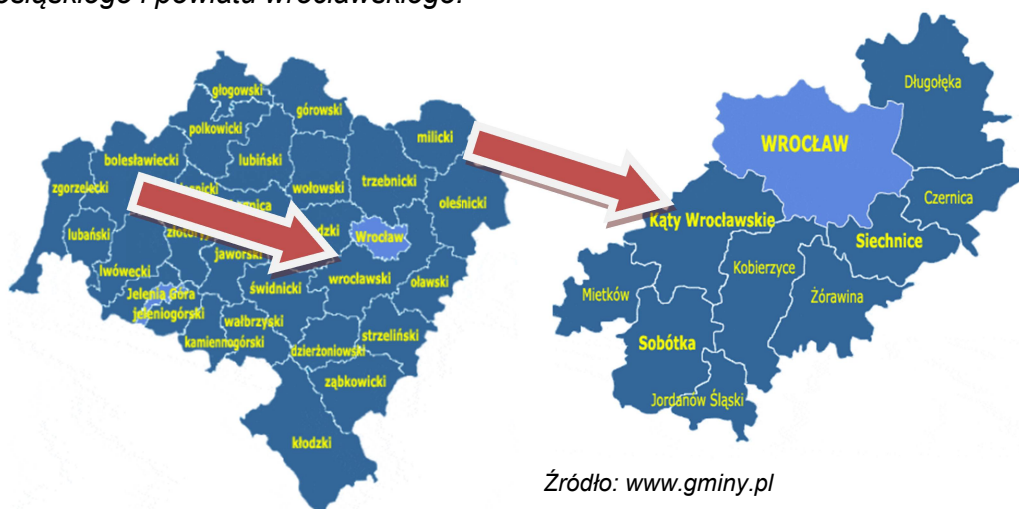 i powiatu wrocławskiego.
głogowski
górowski
polkowicki
milicki
bolesławiecki
lubiński
trzebnicki
zgorzelecki
wołowski
oleśnicki
Wrocław
lubański
jaworski
lwówecki
wrocławski
świdnicki
oławski
Jelenia Góra
jeleniogórski
wałbrzyski
strzeliński
kamiennogórski
dzierżoniowski
ząbkowicki
kłodzki
Długołęka
WROCŁAW
Czernica
Kąty Wrocławskie
Siechnice
Kobierzyce
Mietków
Żórawina
Sobótka
Jordanów Śląski
Źródło: www.gminy.pl